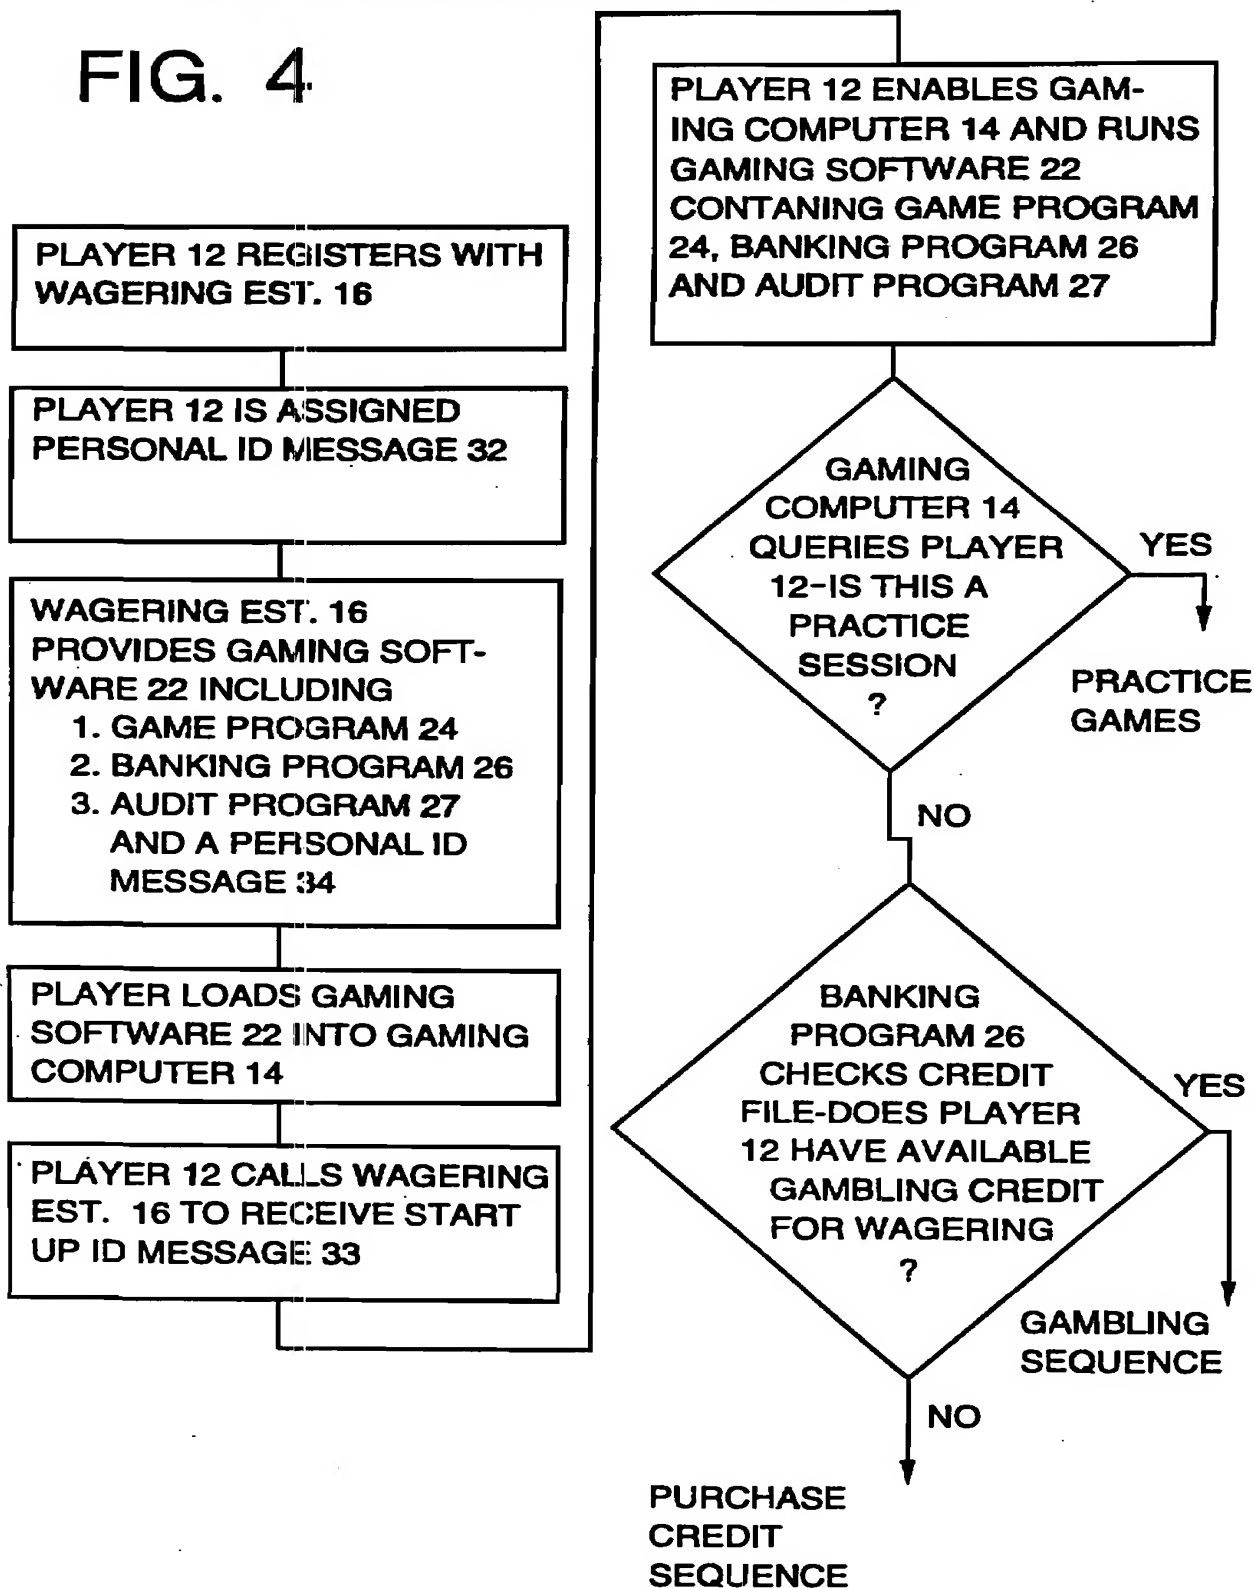 FIG. 4
PLAYER 12 REGISTERS WITH
WAGERING EST. 16
PLAYER 12 IS ASSIGNED
PERSONAL ID MESSAGE 32
WAGERING EST. 16
PROVIDES GAMING SOFT-
WARE 22 INCLUDING
1. GAME PROGRAM 24
2. BANKING PROGRAM 26
3. AUDIT PROGRAM 27
AND A PERSONAL ID
MESSAGE 34
PLAYER LOADS GAMING
SOFTWARE 22 INTO GAMING
COMPUTER 14
PLAYER 12 CALLS WAGERING
EST. 16 TO RECEIVE START
UP ID MESSAGE 33
PLAYER 12 ENABLES GAM-
ING COMPUTER 14 AND RUNS
GAMING SOFTWARE 22
CONTANING GAME PROGRAM
24, BANKING PROGRAM 26
AND AUDIT PROGRAM 27
GAMING
COMPUTER 14
QUERIES PLAYER
12-IS THIS A
PRACTICE
SESSION
?
YES
PRACTICE
GAMES
NO
BANKING
PROGRAM 26
CHECKS CREDIT
FILE-DOES PLAYER
12 HAVE AVAILABLE
GAMBLING CREDIT
FOR WAGERING
?
YES
GAMBLING
SEQUENCE
NO
PURCHASE
CREDIT
SEQUENCE